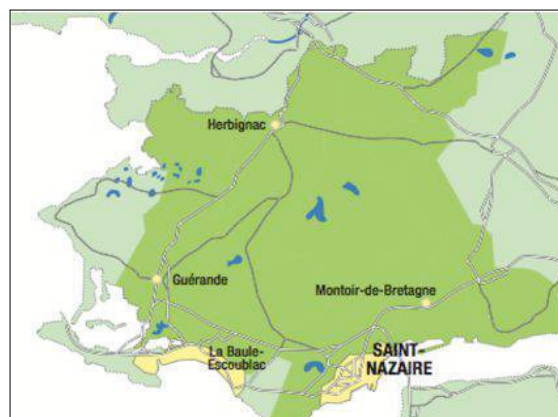 Herbignac
Guérande
Montoir-de-Bretagne
La Baule-
Escoublac
SAINT-
NAZAIRE